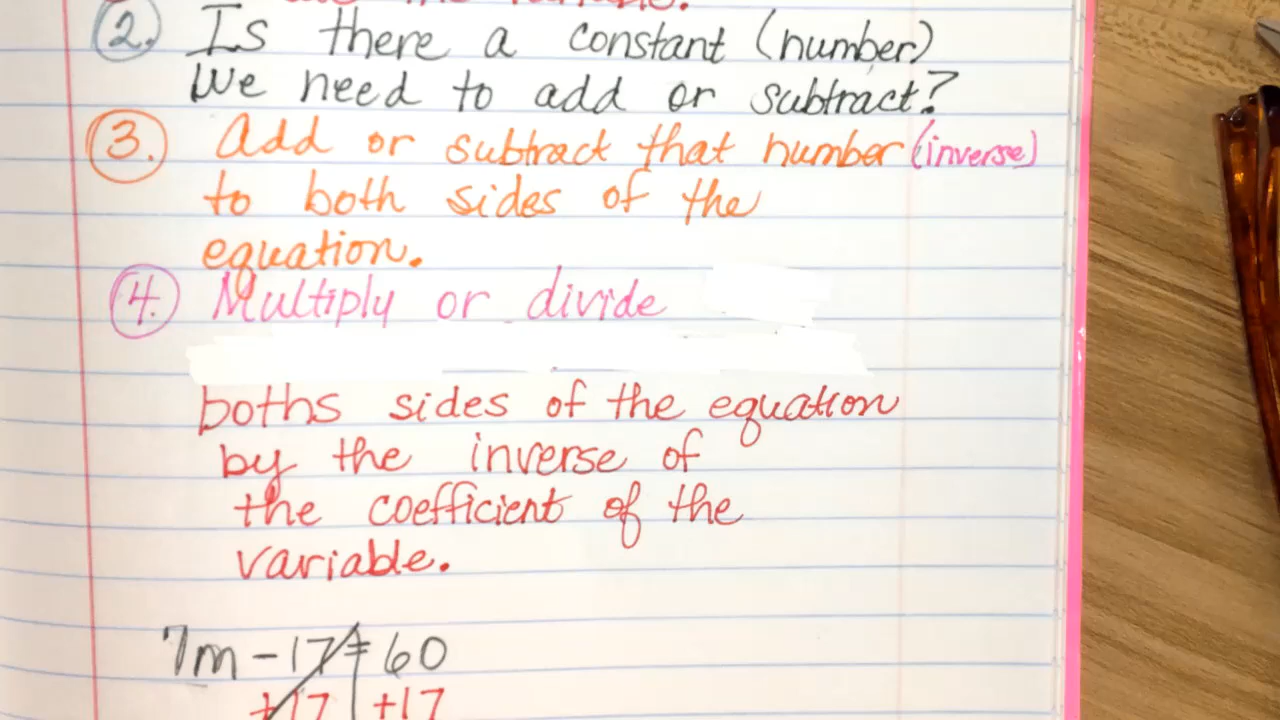 variable.
2. Is there a constant (number)
We need to add or subtract?
3. Add or subtract that number (inverse)
to both sides of the
equation.
4. Multiply or divide
boths sides of the equation
by the inverse of
the coefficient of the
variable.
7m - 17 = 60
+17 +17